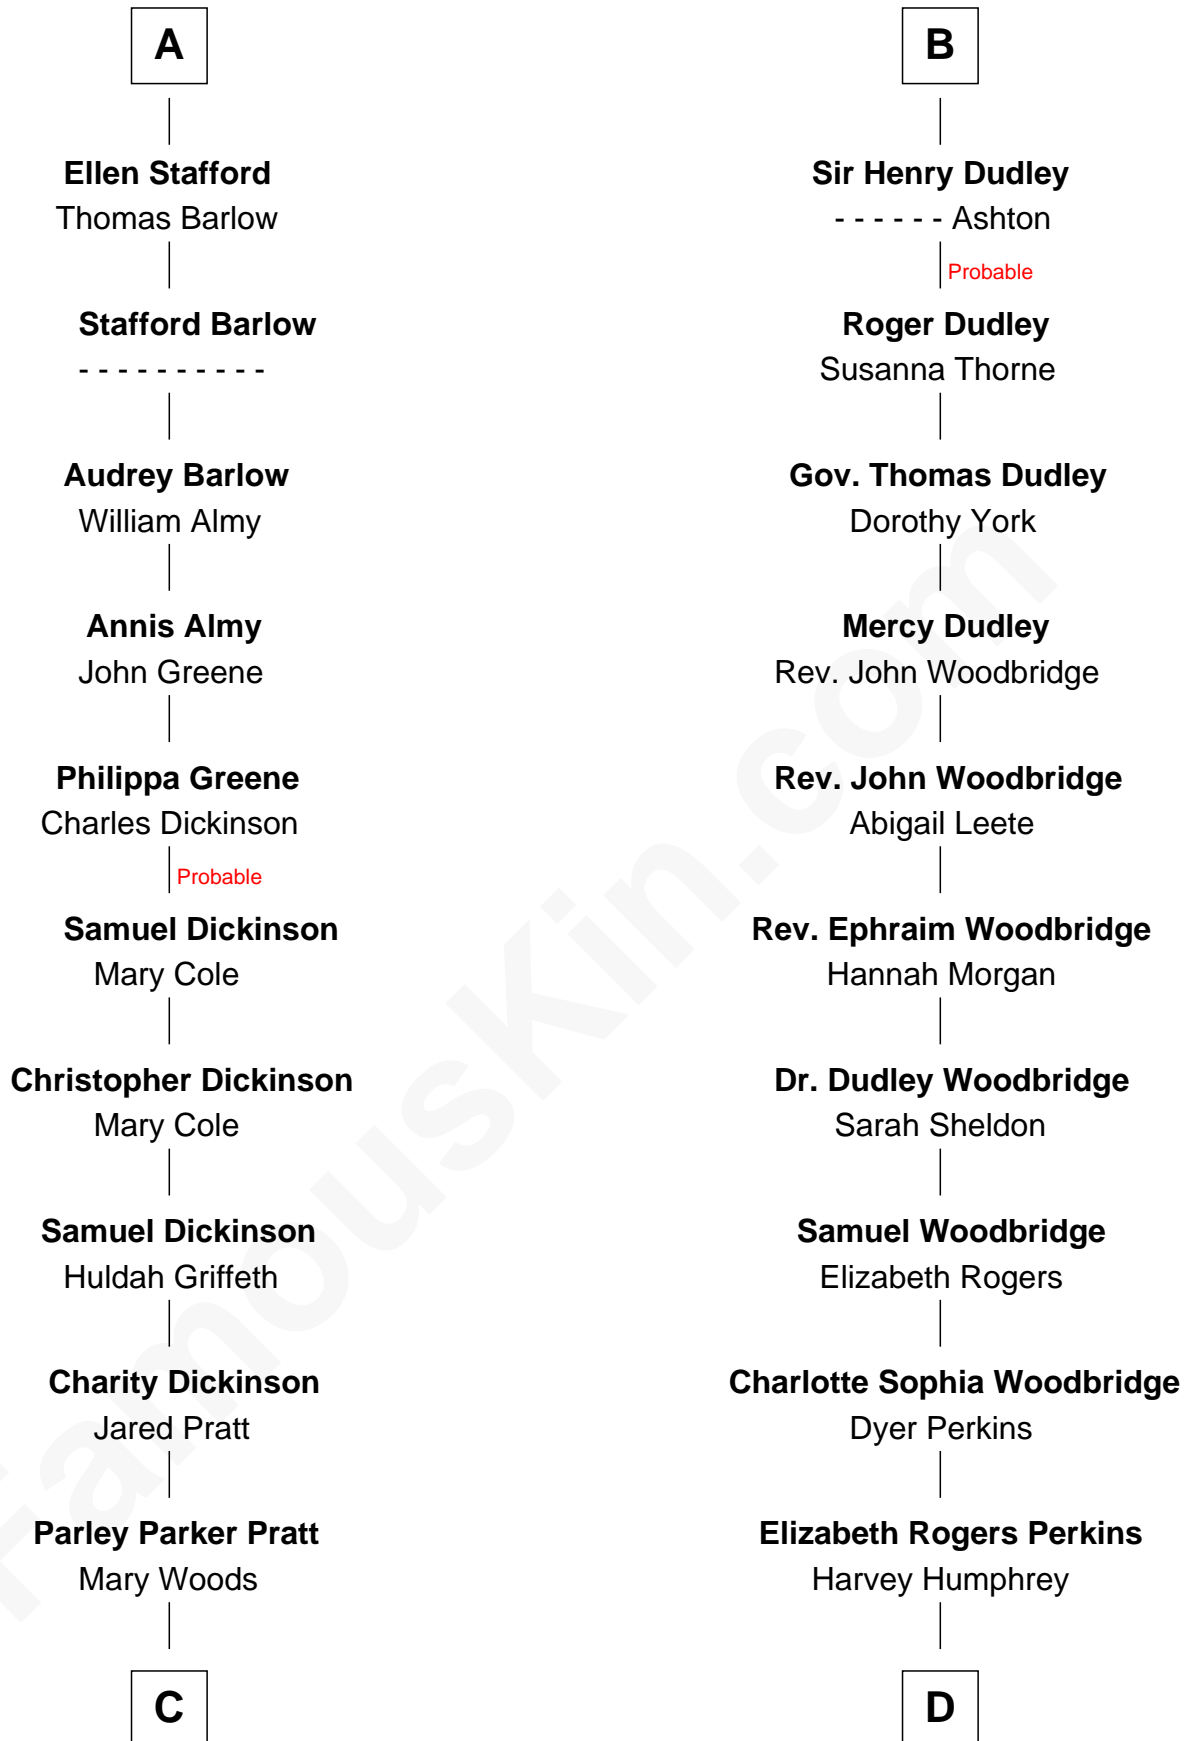 A
Ellen Stafford
Thomas Barlow
Stafford Barlow
- - - - - - - - - -
Audrey Barlow
William Almy
Annis Almy
John Greene
Philippa Greene
Charles Dickinson
Probable
Samuel Dickinson
Mary Cole
Christopher Dickinson
Mary Cole
Samuel Dickinson
Huldah Griffeth
Charity Dickinson
Jared Pratt
Parley Parker Pratt
Mary Woods
C
B
Sir Henry Dudley
- - - - - - Ashton
Probable
Roger Dudley
Susanna Thorne
Gov. Thomas Dudley
Dorothy York
Mercy Dudley
Rev. John Woodbridge
Rev. John Woodbridge
Abigail Leete
Rev. Ephraim Woodbridge
Hannah Morgan
Dr. Dudley Woodbridge
Sarah Sheldon
Samuel Woodbridge
Elizabeth Rogers
Charlotte Sophia Woodbridge
Dyer Perkins
Elizabeth Rogers Perkins
Harvey Humphrey
D
FamousKin.com